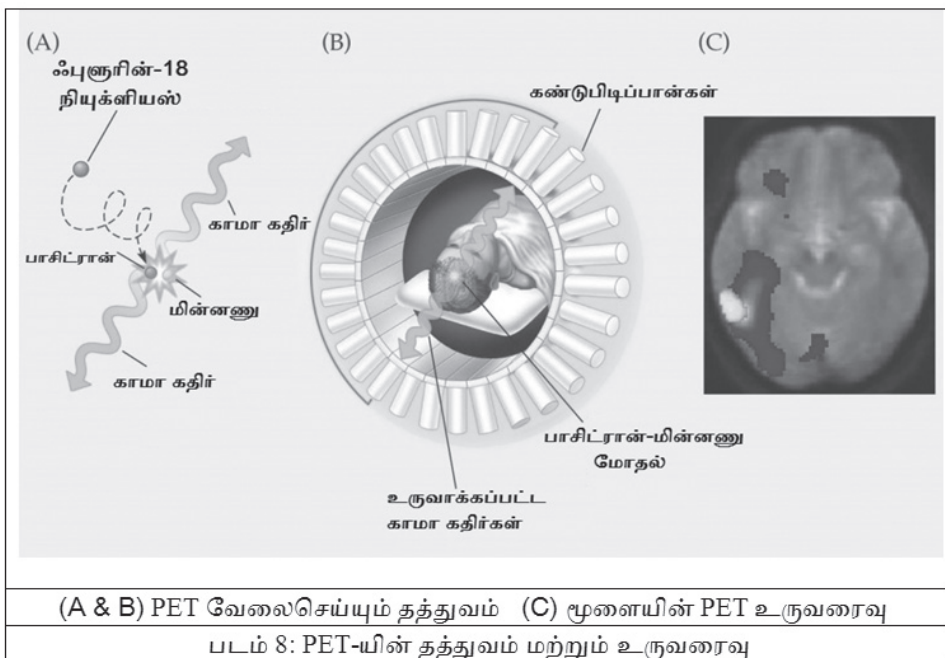 (A)
ஃபுளூரின்-18
நியுக்ளியஸ்
காமா கதிர்
பாசிட்ரான்
மின்னணு
காமா கதிர்
(B)
கண்டுபிடிப்பான்கள்
பாசிட்ரான்-மின்னணு
மோதல்
உருவாக்கப்பட்ட
காமா கதிர்கள்
(C)
(A & B) PET வேலைசெய்யும் தத்துவம் (C) மூளையின் PET உருவரைவு
படம் 8: PET-யின் தத்துவம் மற்றும் உருவரைவு